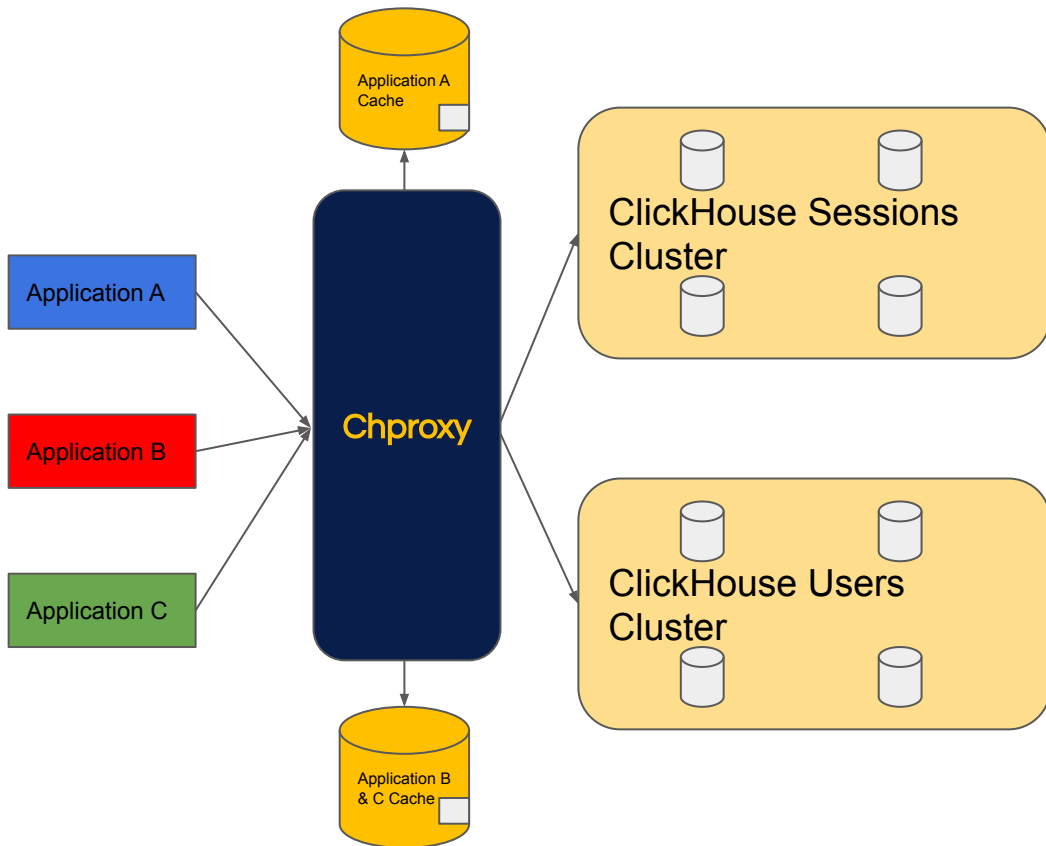 Application A
Cache
ClickHouse Sessions
Cluster
Application A
Chproxy
Application B
Application C
ClickHouse Users
Cluster
Application B
& C Cache